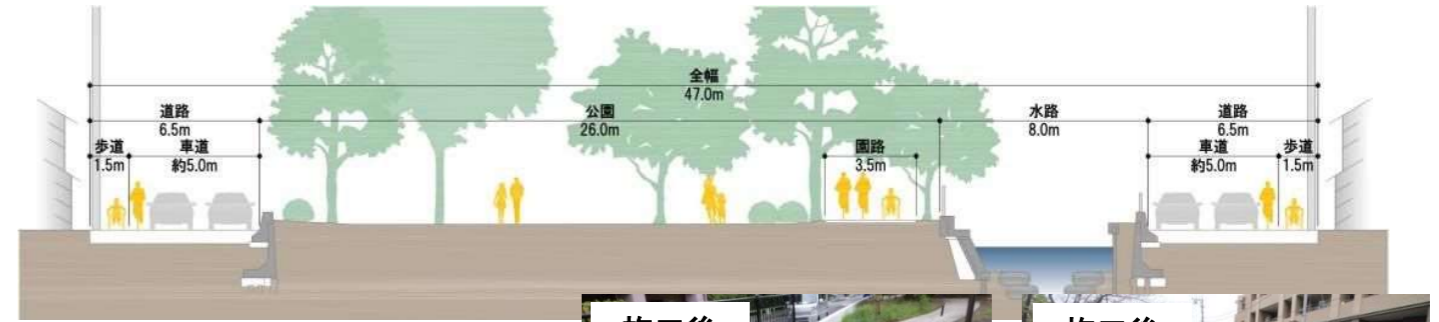 全幅
47.0m
道路
6.5m
公園
26.0m
水路
8.0m
道路
6.5m
歩道
1.5m
車道
約5.0m
園路
3.5m
車道
約5.0m
歩道
1.5m